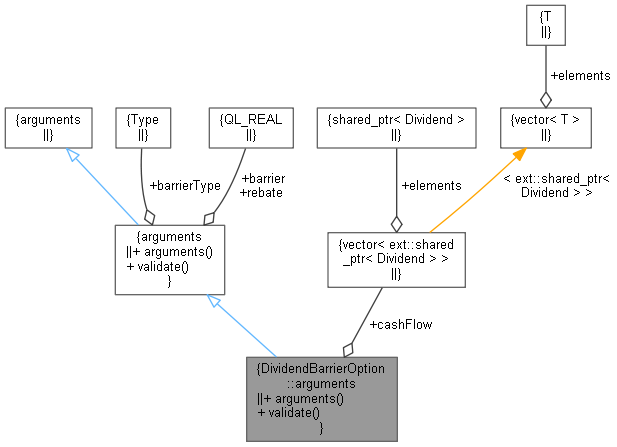 {T
||}
+elements
{arguments
||}
{Type
||}
{QL_REAL
||}
{shared_ptr< Dividend >
||}
{vector< T >
||}
+barrierType
+barrier
+rebate
+elements
< ext::shared_ptr<
Dividend > >
{arguments
||+ arguments()
+ validate()
}
{vector< ext::shared
_ptr< Dividend > >
||}
+cashFlow
{DividendBarrierOption
::arguments
||+ arguments()
+ validate()
}